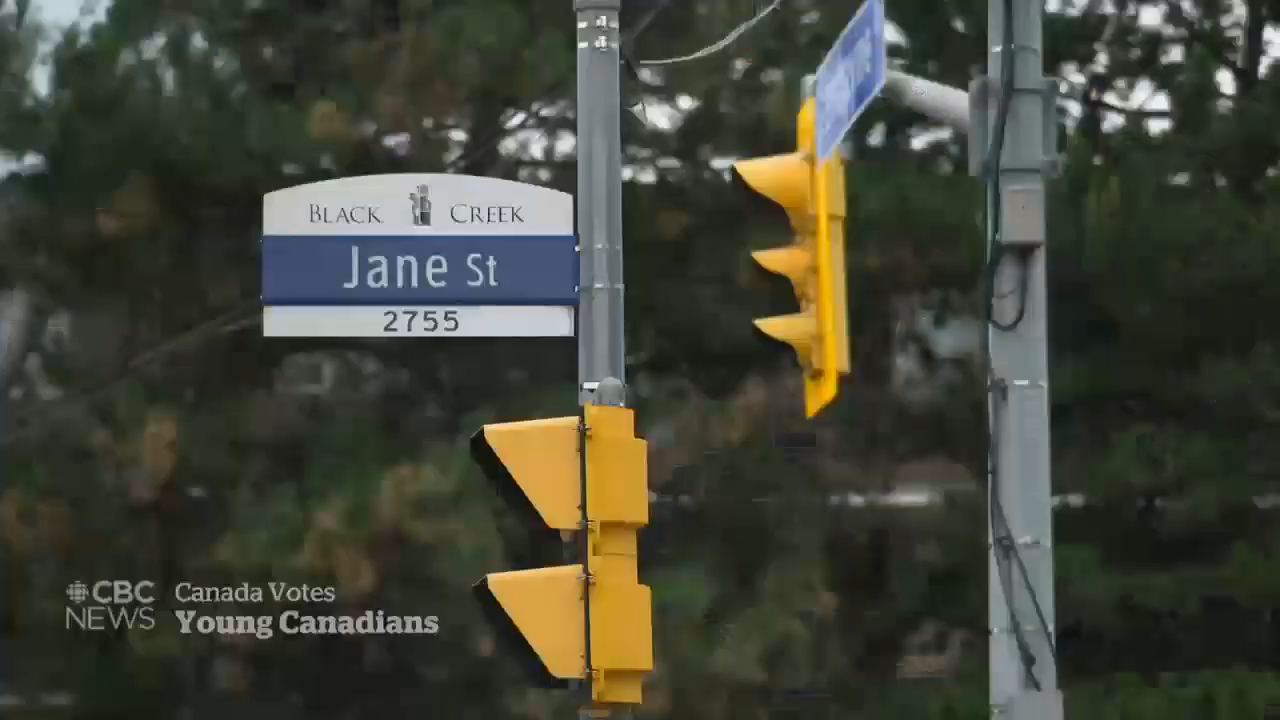 BLACK CREEK
Jane St
2755
CBC
NEWS
Canada Votes
Young Canadians